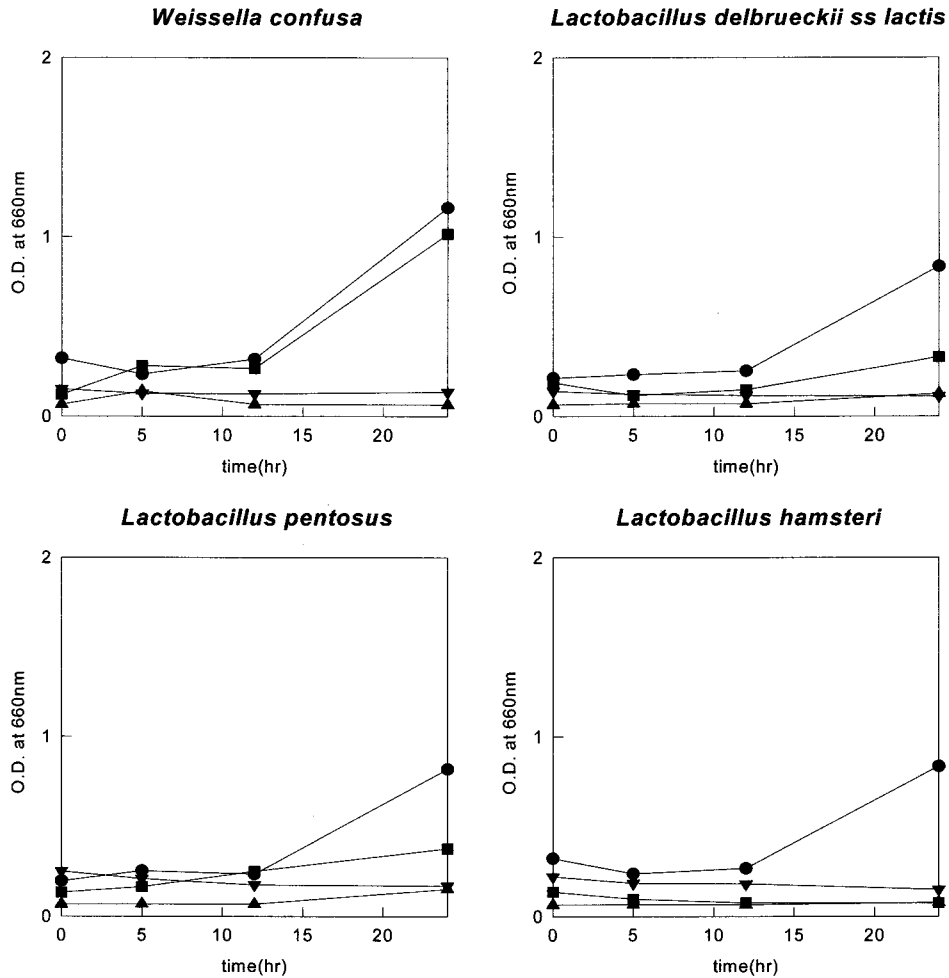 Weissella confusa
2
1
0
O.D. at 660nm
0 5 10 15 20
time(hr)
Lactobacillus delbrueckii ss lactis
2
1
0
O.D. at 660nm
0 5 10 15 20
time(hr)
Lactobacillus pentosus
2
1
0
O.D. at 660nm
0 5 10 15 20
time(hr)
Lactobacillus hamsteri
2
1
0
O.D. at 660nm
0 5 10 15 20
time(hr)